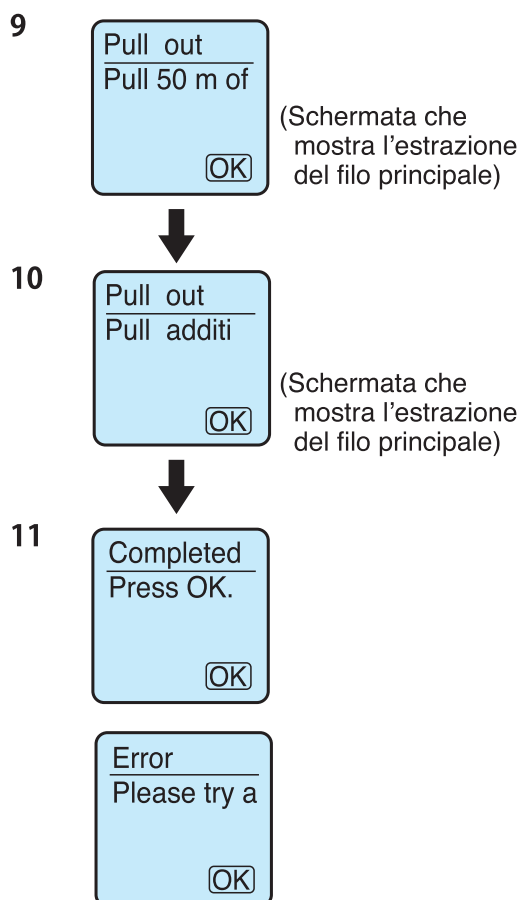 9
Pull out
Pull 50 m of
OK
(Schermata che
mostra l'estrazione
del filo principale)
10
Pull out
Pull additi
OK
(Schermata che
mostra l'estrazione
del filo principale)
11
Completed
Press OK.
OK
Error
Please try a
OK